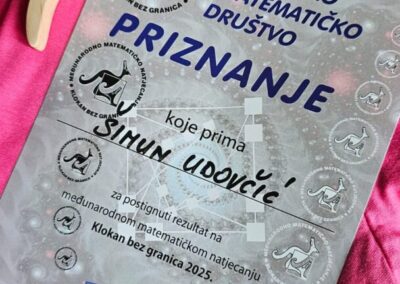 MATEMATIČKO
DRUŠTVO
PRIZNANJE
MEĐUNARODNO MATEMATIČKO NATJECANJE
KLOKAN BEZ GRANICA
koje prima
ŠIMUN UDOVČIĆ
za postignuti rezultat na
međunarodnom matematičkom natjecanju
Klokan bez granica 2025.